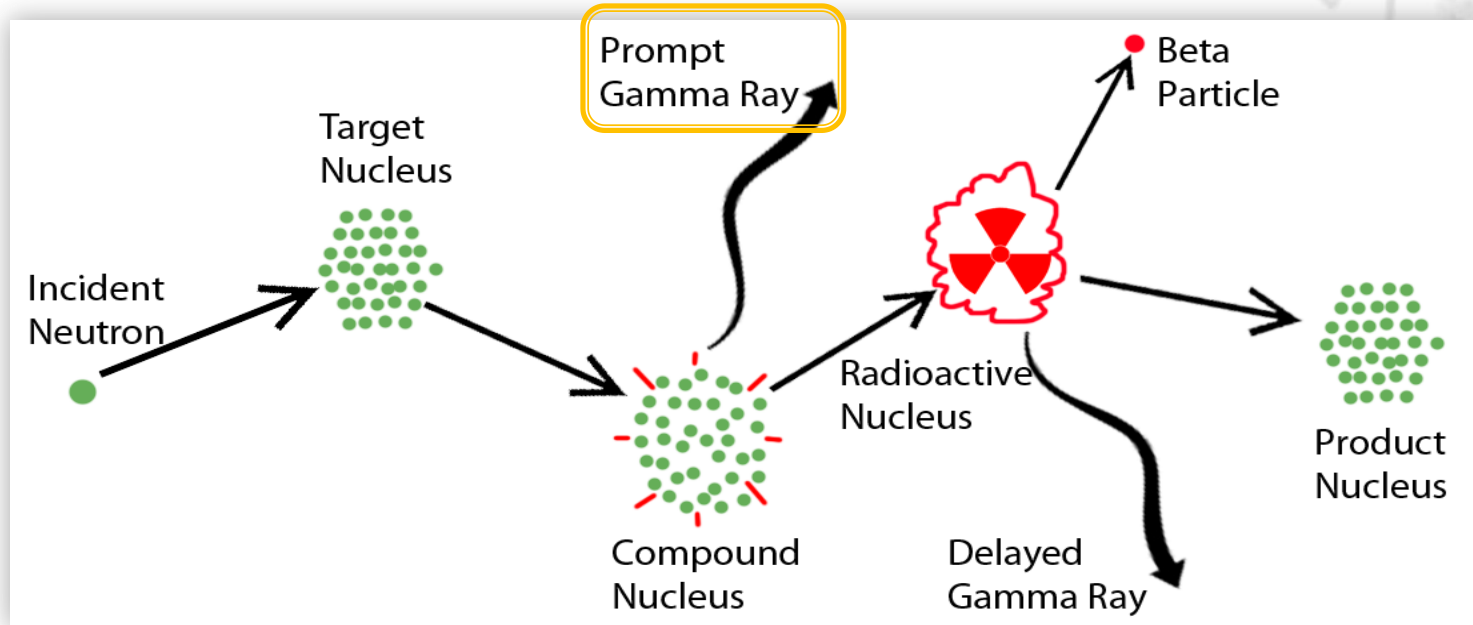 Incident
Neutron
Target
Nucleus
Prompt
Gamma Ray
Compound
Nucleus
Radioactive
Nucleus
Beta
Particle
Delayed
Gamma Ray
Product
Nucleus